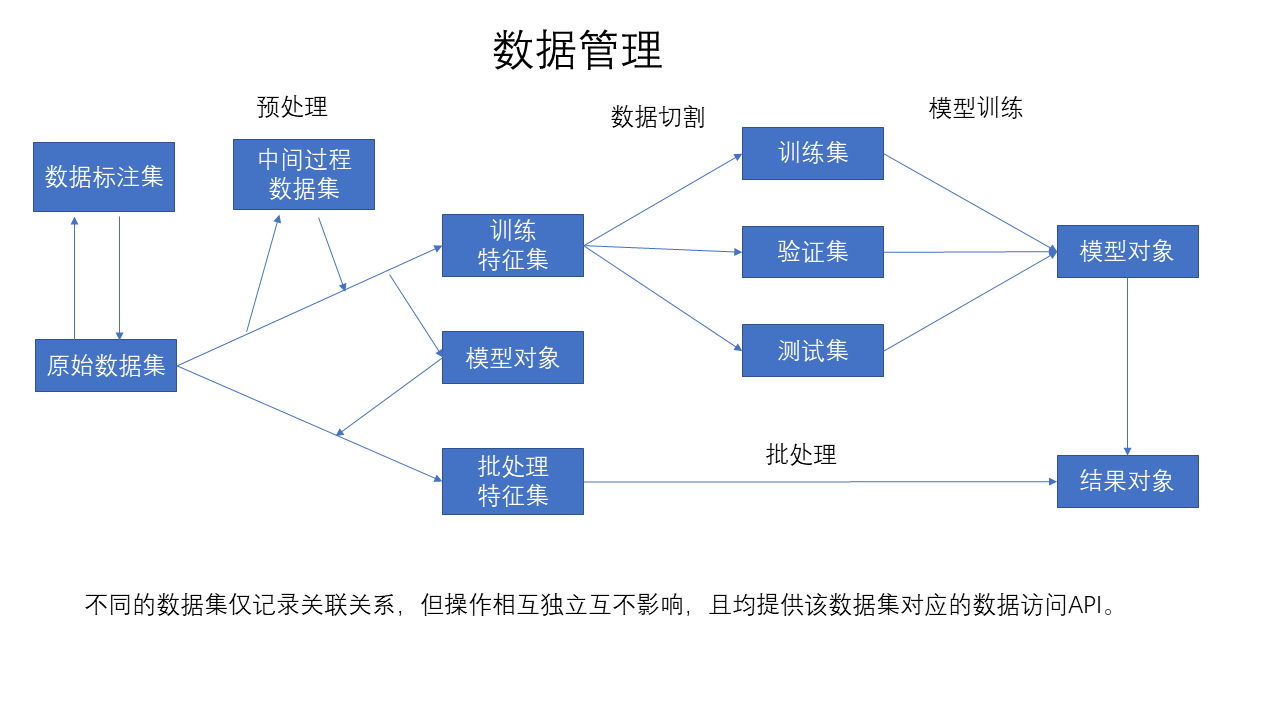 数据管理
预处理
数据切割
模型训练
数据标注集
中间过程
数据集
训练集
训练
特征集
验证集
模型对象
原始数据集
模型对象
测试集
批处理
特征集
批处理
结果对象
不同的数据集仅记录关联关系，但操作相互独立互不影响，且均提供该数据集对应的数据访问API。